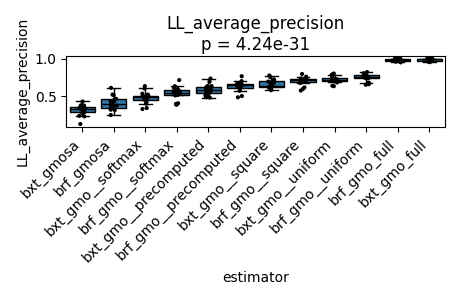 LL_average_precision
p = 4.24e-31
LL_average_precision
1.0
0.5
bxt_gmosa
brf_gmosa
bxt_gmo__softmax
brf_gmo__softmax
bxt_gmo__precomputed
brf_gmo__precomputed
bxt_gmo__square
brf_gmo__square
bxt_gmo__uniform
brf_gmo__uniform
brf_gmo_full
bxt_gmo_full
estimator